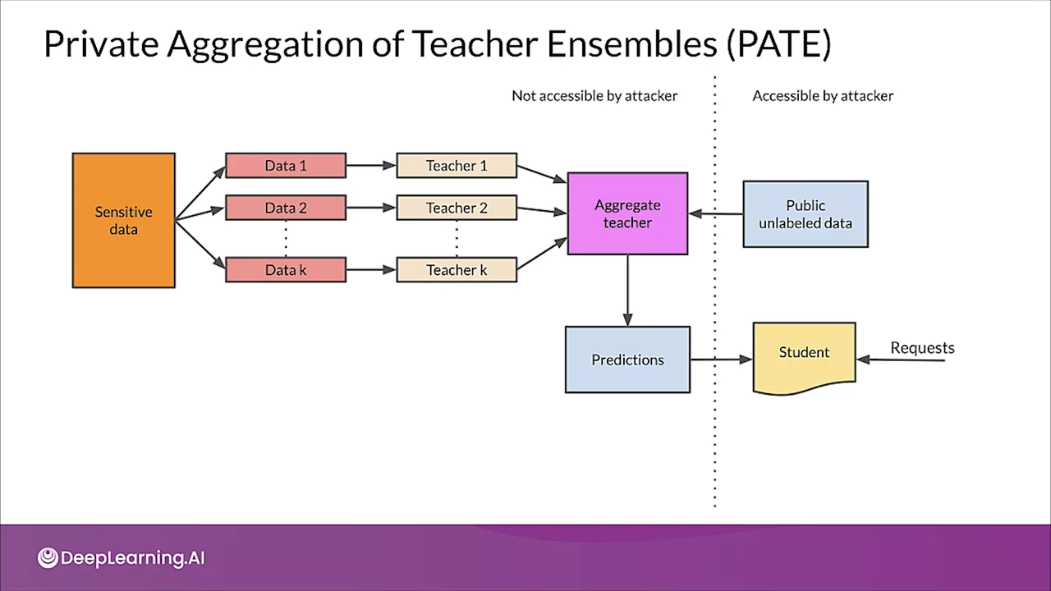 Private Aggregation of Teacher Ensembles (PATE)
Not accessible by attacker
Accessible by attacker
Sensitive
data
Data 1
Teacher 1
Data 2
Teacher 2
Data k
Teacher k
Aggregate
teacher
Public
unlabeled data
Predictions
Student
Requests
DeepLearning.AI